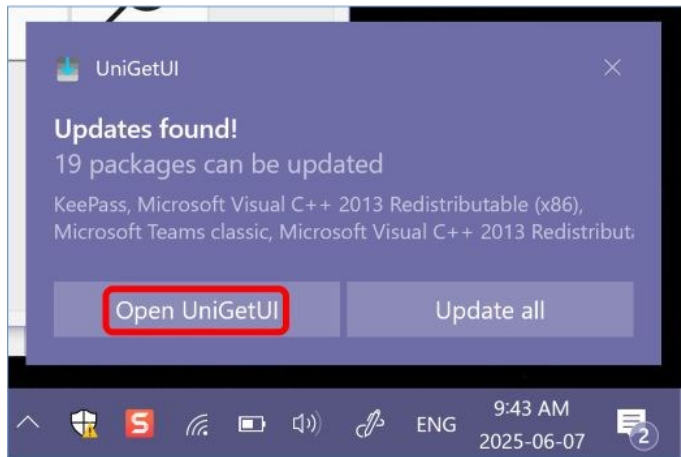 UniGetUI
Updates found!
19 packages can be updated
KeePass, Microsoft Visual C++ 2013 Redistributable (x86),
Microsoft Teams classic, Microsoft Visual C++ 2013 Redistribut
Open UniGetUI
Update all
S
ENG
9:43 AM
2025-06-07
2